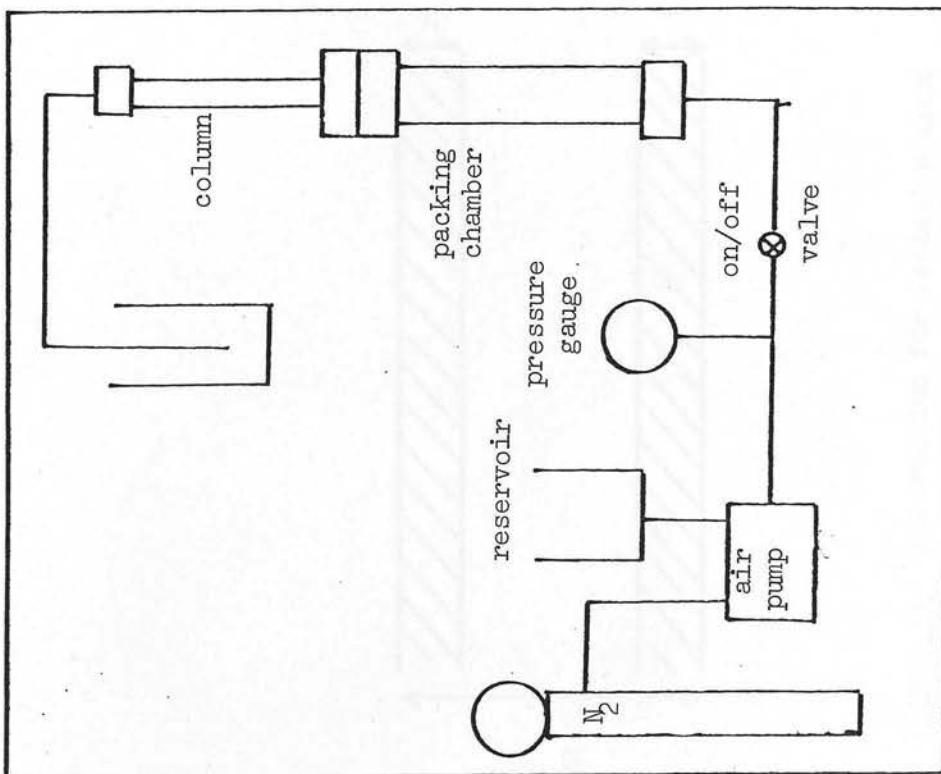 column
packing
chamber
on/off
valve
pressure
gauge
reservoir
air
pump
N₂